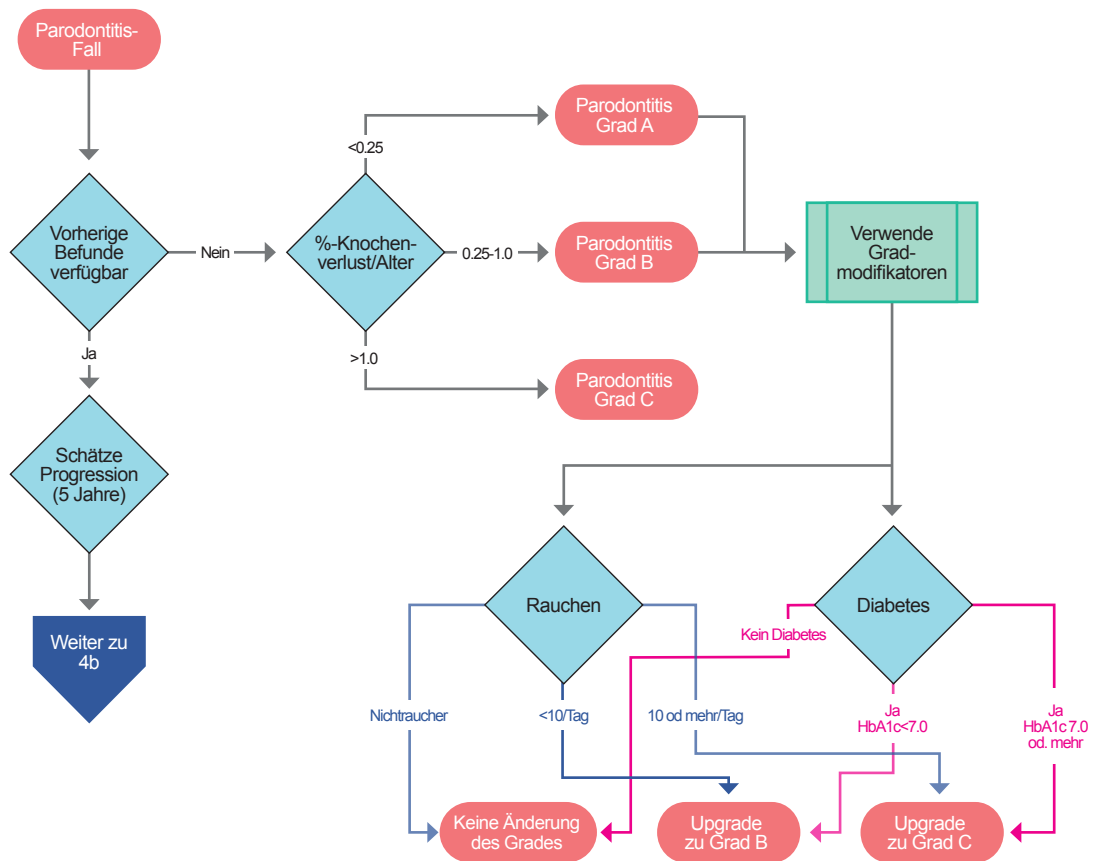 Parodontitis-
Fall
Parodontitis
Grad A
<0.25
Vorherige
Befunde
verfügbar
Nein
%-Knochen-
verlust/Alter
0.25-1.0
Parodontitis
Grad B
Verwende
Grad-
modifikatoren
Ja
>1.0
Parodontitis
Grad C
Schätze
Progression
(5 Jahre)
Weiter zu
4b
Rauchen
Diabetes
Kein Diabetes
Nichtraucher
<10/Tag
10 od mehr/Tag
Ja
HbA1c<7.0
Ja
HbA1c 7.0
od. mehr
Keine Änderung
des Grades
Upgrade
zu Grad B
Upgrade
zu Grad C